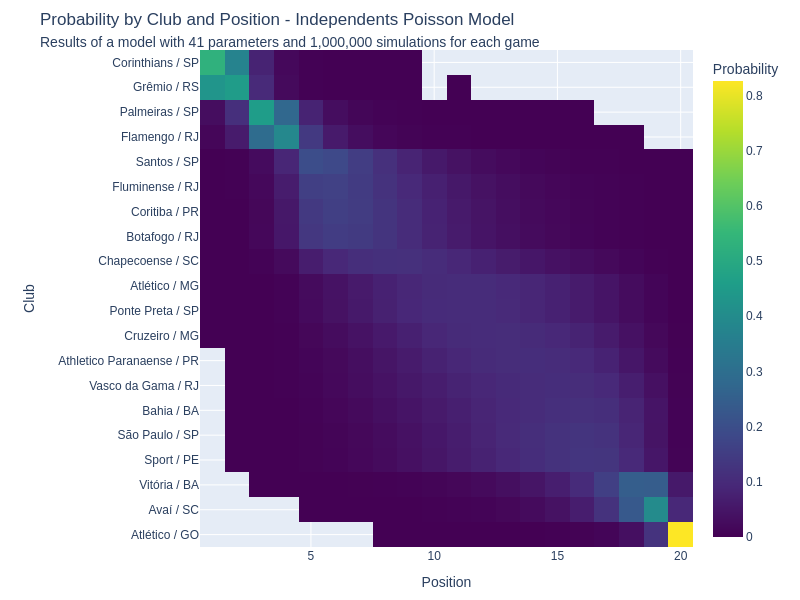 Probability by Club and Position - Independents Poisson Model
Results of a model with 41 parameters and 1,000,000 simulations for each game
Probability
Corinthians / SP
Grêmio / RS
Palmeiras / SP
Flamengo / RJ
Santos / SP
Fluminense / RJ
Coritiba / PR
Botafogo / RJ
Chapecoense / SC
Atlético / MG
Ponte Preta / SP
Cruzeiro / MG
Athletico Paranaense / PR
Vasco da Gama / RJ
Bahia / BA
São Paulo / SP
Sport / PE
Vitória / BA
Avaí / SC
Atlético / GO
Club
5
10
15
20
Position
0.8
0.7
0.6
0.5
0.4
0.3
0.2
0.1
0